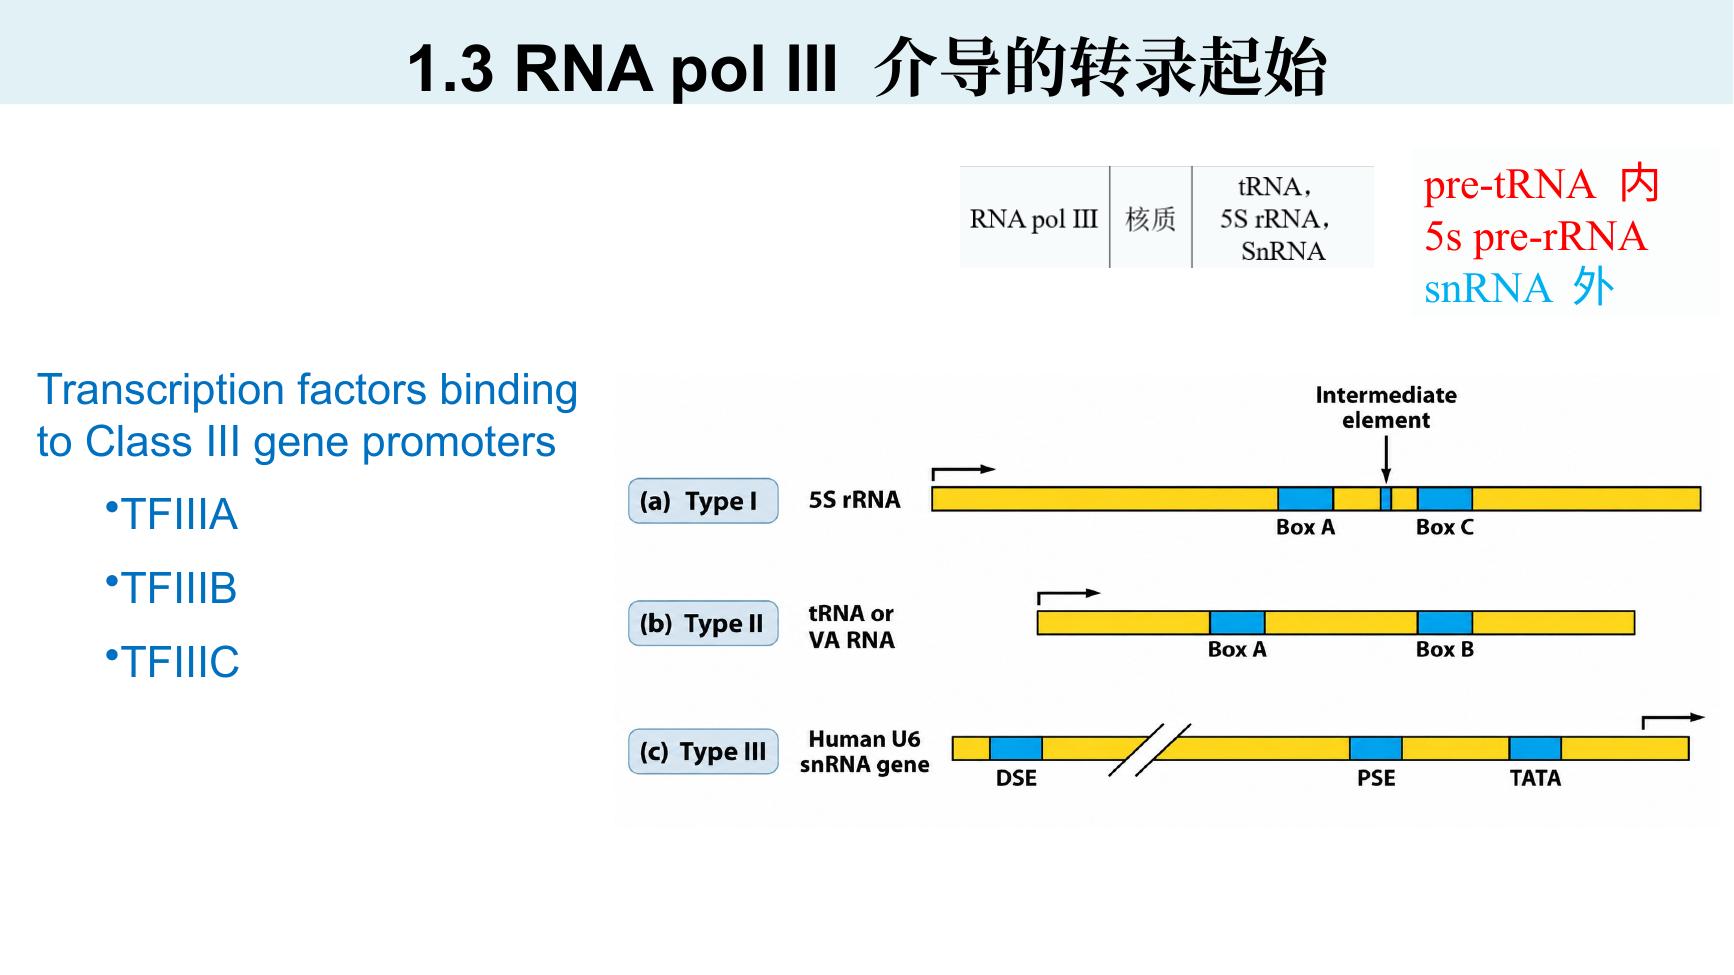 1.3 RNA pol III 介导的转录起始
RNA pol III
核质
tRNA,
5S rRNA,
SnRNA
pre-tRNA 内
5s pre-rRNA
snRNA 外
Transcription factors binding
to Class III gene promoters
•TFIIIA
•TFIIIB
•TFIIIC
Intermediate
element
(a) Type I
5S rRNA
Box A
Box C
(b) Type II
tRNA or
VA RNA
Box A
Box B
(c) Type III
Human U6
snRNA gene
DSE
PSE
TATA